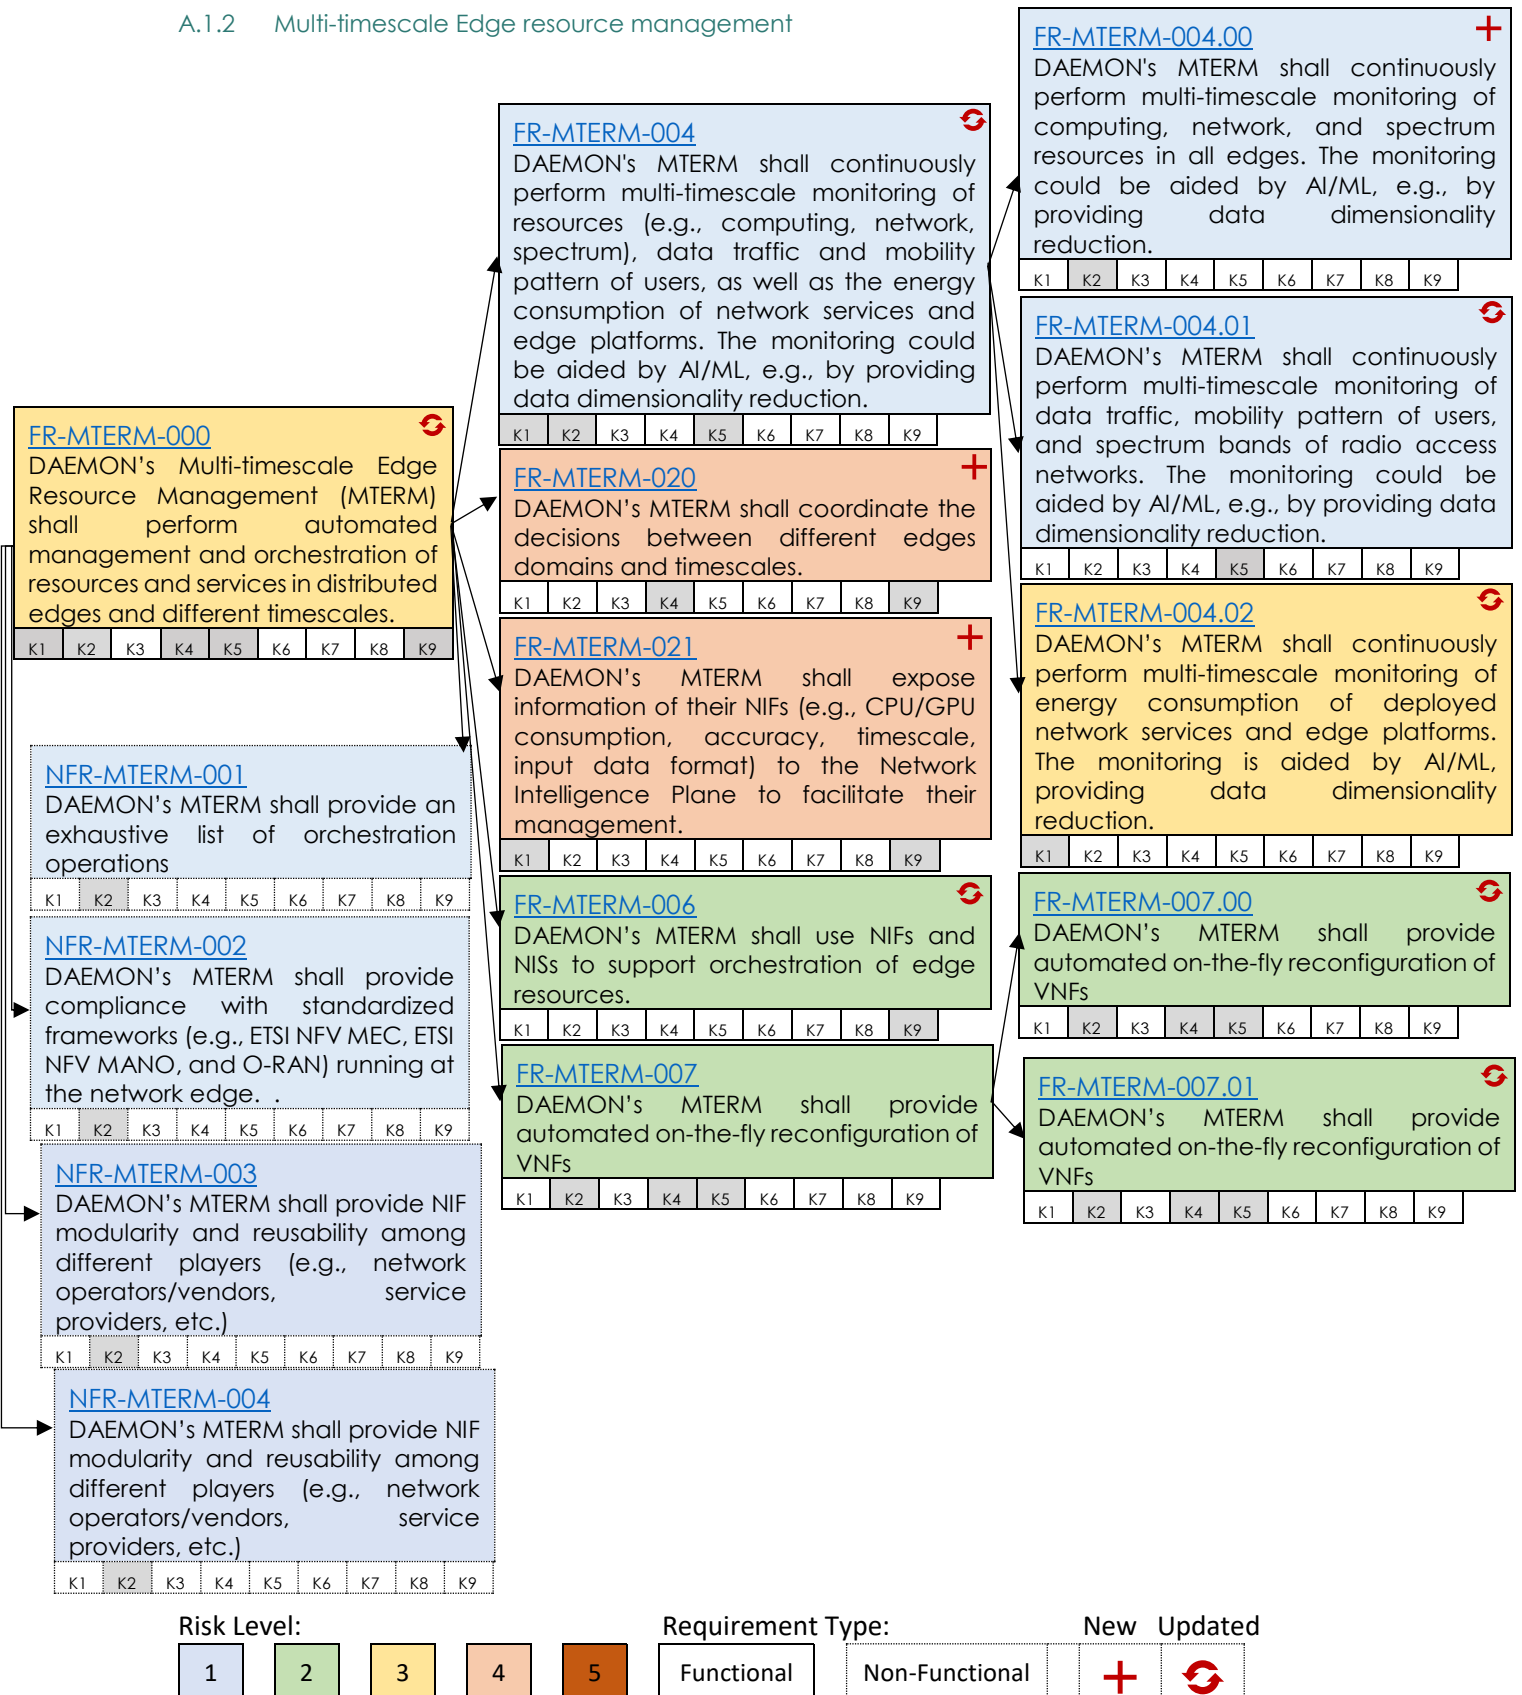 A.1.2 Multi-timescale Edge resource management
FR-MTERM-000
DAEMON’s Multi-timescale Edge
Resource Management (MTERM)
shall perform automated
management and orchestration of
resources and services in distributed
edges and different timescales.
K1 K2 K3 K4 K5 K6 K7 K8 K9
NFR-MTERM-001
DAEMON’s MTERM shall provide an
exhaustive list of orchestration
operations
K1 K2 K3 K4 K5 K6 K7 K8 K9
NFR-MTERM-002
DAEMON’s MTERM shall provide
compliance with standardized
frameworks (e.g., ETSI NFV MEC, ETSI
NFV MANO, and O-RAN) running at
the network edge. .
K1 K2 K3 K4 K5 K6 K7 K8 K9
NFR-MTERM-003
DAEMON’s MTERM shall provide NIF
modularity and reusability among
different players (e.g., network
operators/vendors, service
providers, etc.)
K1 K2 K3 K4 K5 K6 K7 K8 K9
NFR-MTERM-004
DAEMON’s MTERM shall provide NIF
modularity and reusability among
different players (e.g., network
operators/vendors, service
providers, etc.)
K1 K2 K3 K4 K5 K6 K7 K8 K9
FR-MTERM-004
DAEMON's MTERM shall continuously
perform multi-timescale monitoring of
resources (e.g., computing, network,
spectrum), data traffic and mobility
pattern of users, as well as the energy
consumption of network services and
edge platforms. The monitoring could
be aided by AI/ML, e.g., by providing
data dimensionality reduction.
K1 K2 K3 K4 K5 K6 K7 K8 K9
FR-MTERM-020
DAEMON’s MTERM shall coordinate the
decisions between different edges
domains and timescales.
K1 K2 K3 K4 K5 K6 K7 K8 K9
FR-MTERM-021
DAEMON’s MTERM shall expose
information of their NIFs (e.g., CPU/GPU
consumption, accuracy, timescale,
input data format) to the Network
Intelligence Plane to facilitate their
management.
K1 K2 K3 K4 K5 K6 K7 K8 K9
FR-MTERM-006
DAEMON’s MTERM shall use NIFs and
NISs to support orchestration of edge
resources.
K1 K2 K3 K4 K5 K6 K7 K8 K9
FR-MTERM-007
DAEMON’s MTERM shall provide
automated on-the-fly reconfiguration of
VNFs
K1 K2 K3 K4 K5 K6 K7 K8 K9
FR-MTERM-004.00
DAEMON's MTERM shall continuously
perform multi-timescale monitoring of
computing, network, and spectrum
resources in all edges. The monitoring
could be aided by AI/ML, e.g., by
providing data dimensionality
reduction.
K1 K2 K3 K4 K5 K6 K7 K8 K9
FR-MTERM-004.01
DAEMON’s MTERM shall continuously
perform multi-timescale monitoring of
data traffic, mobility pattern of users,
and spectrum bands of radio access
networks. The monitoring could be
aided by AI/ML, e.g., by providing data
dimensionality reduction.
K1 K2 K3 K4 K5 K6 K7 K8 K9
FR-MTERM-004.02
DAEMON’s MTERM shall continuously
perform multi-timescale monitoring of
energy consumption of deployed
network services and edge platforms.
The monitoring is aided by AI/ML,
providing data dimensionality
reduction.
K1 K2 K3 K4 K5 K6 K7 K8 K9
FR-MTERM-007.00
DAEMON’s MTERM shall provide
automated on-the-fly reconfiguration of
VNFs
K1 K2 K3 K4 K5 K6 K7 K8 K9
FR-MTERM-007.01
DAEMON’s MTERM shall provide
automated on-the-fly reconfiguration of
VNFs
K1 K2 K3 K4 K5 K6 K7 K8 K9
Risk Level: Requirement Type: New Updated
1 2 3 4 5 Functional Non-Functional